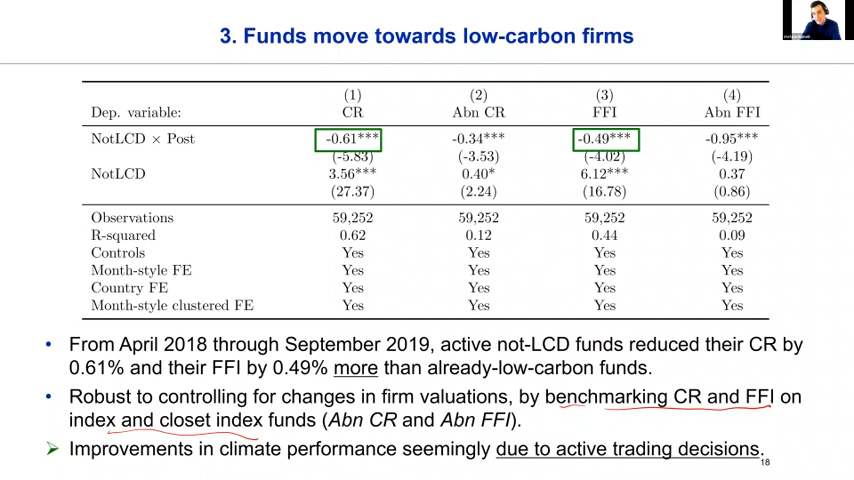 3. Funds move towards low-carbon firms
(1) (2) (3) (4)
Dep. variable: CR Abn CR FFI Abn FFI
NotLCD × Post -0.61*** -0.34*** -0.49*** -0.95***
(-5.83) (-3.53) (-4.02) (-4.19)
NotLCD 3.56*** 0.40* 6.12*** 0.37
(27.37) (2.24) (16.78) (0.86)
Observations 59,252 59,252 59,252 59,252
R-squared 0.62 0.12 0.44 0.09
Controls Yes Yes Yes Yes
Month-style FE Yes Yes Yes Yes
Country FE Yes Yes Yes Yes
Month-style clustered FE Yes Yes Yes Yes
• From April 2018 through September 2019, active not-LCD funds reduced their CR by
0.61% and their FFI by 0.49% more than already-low-carbon funds.
• Robust to controlling for changes in firm valuations, by benchmarking CR and FFI on
index and closet index funds (Abn CR and Abn FFI).
➢ Improvements in climate performance seemingly due to active trading decisions.
18